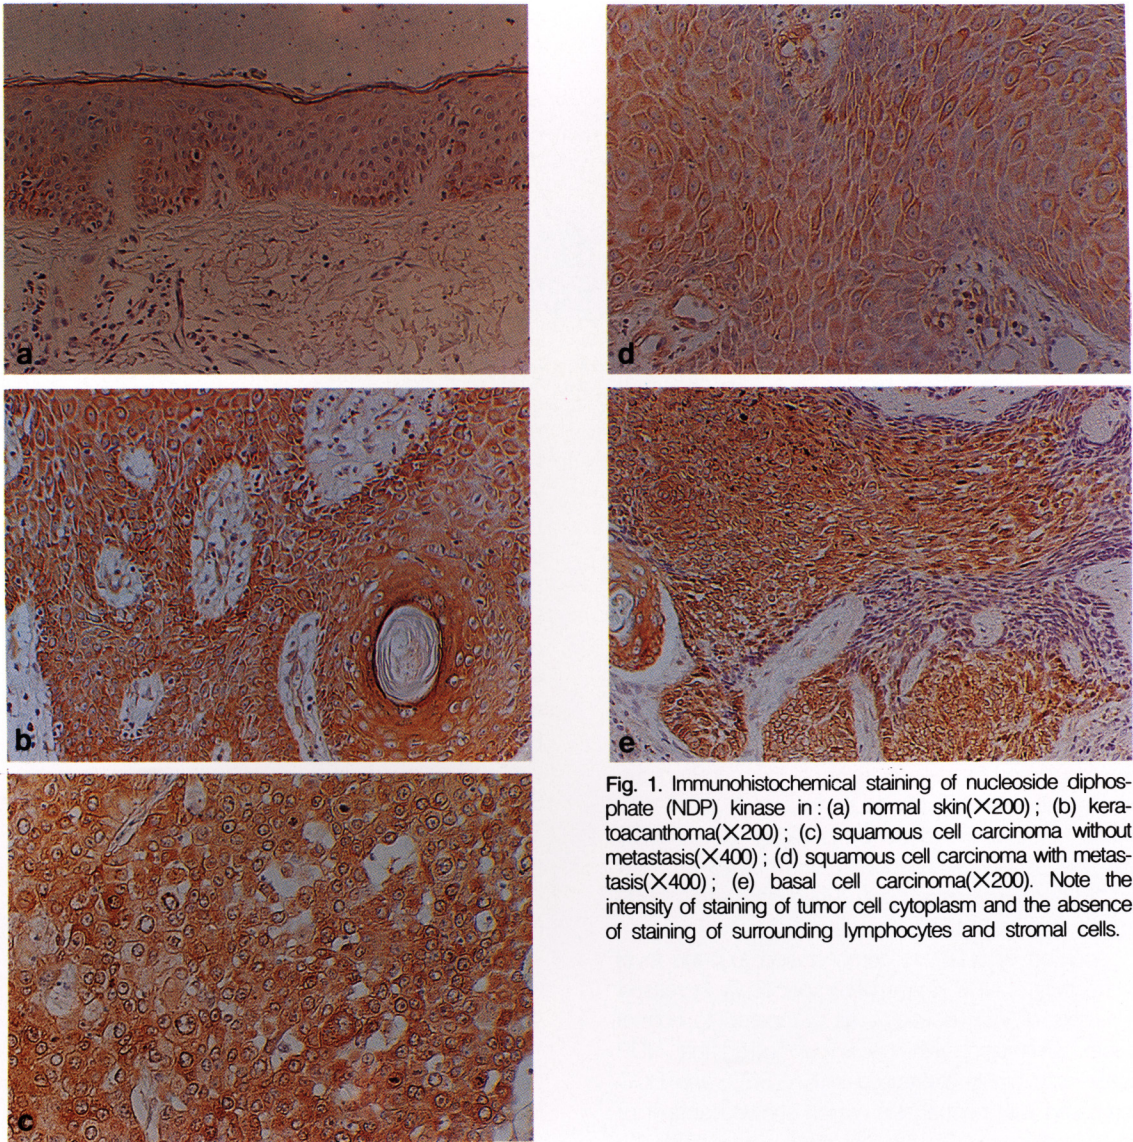 a
b
c
d
e
Fig. 1. Immunohistochemical staining of nucleoside diphos-
phate (NDP) kinase in : (a) normal skin(×200) ; (b) kera-
toacanthoma(×200) ; (c) squamous cell carcinoma without
metastasis(×400) ; (d) squamous cell carcinoma with metas-
tasis(×400) ; (e) basal cell carcinoma(×200). Note the
intensity of staining of tumor cell cytoplasm and the absence
of staining of surrounding lymphocytes and stromal cells.